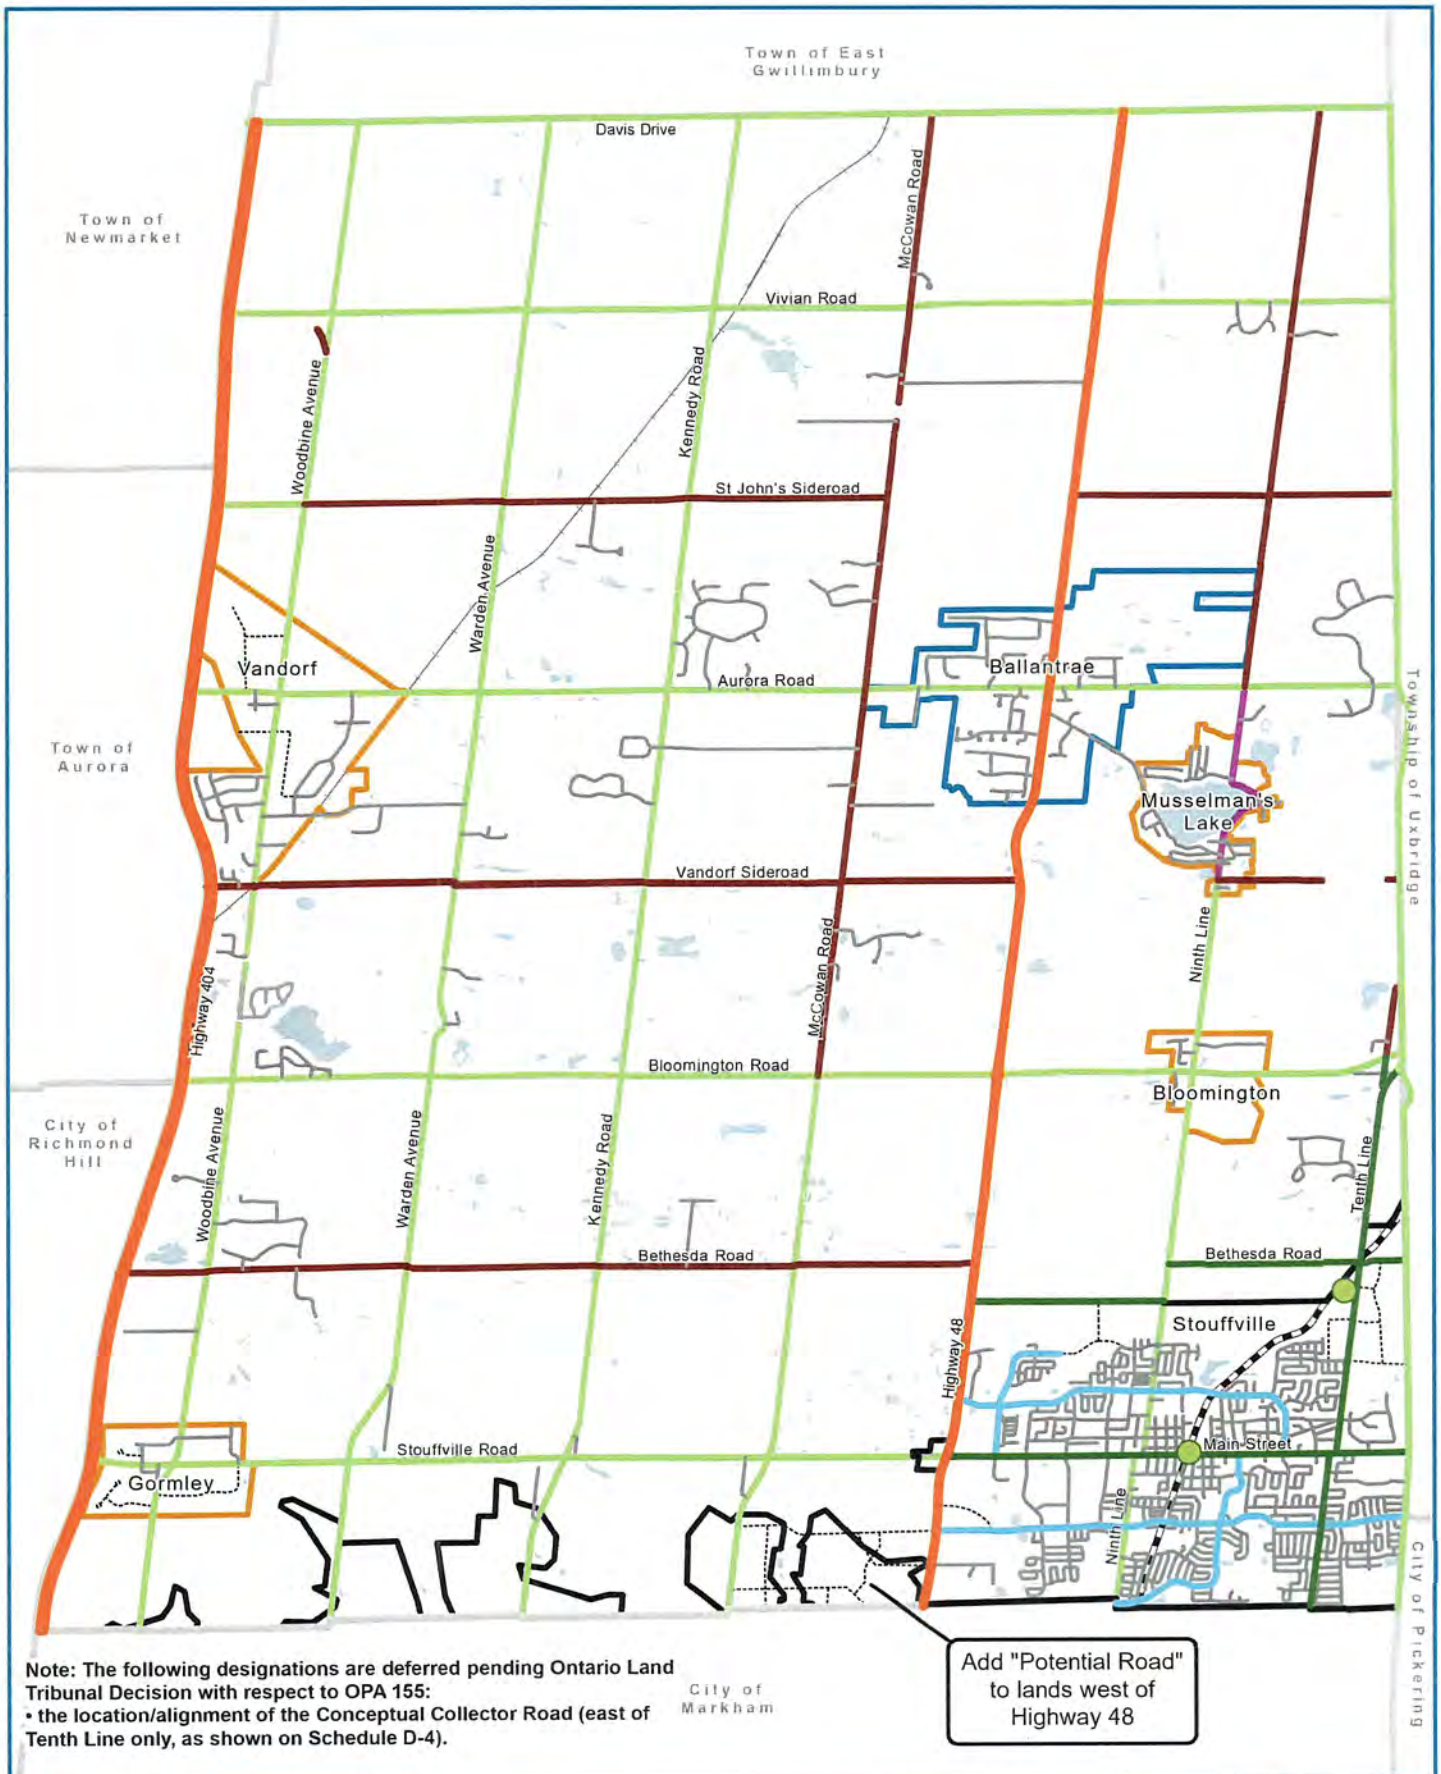 Town of East
Gwillimbury
Davis Drive
Town of
Newmarket
McCowan Road
Vivian Road
Woodbine Avenue
Kennedy Road
St John's Sideroad
Warden Avenue
Vandorf
Ballantrae
Aurora Road
Township of Uxbridge
Town of
Aurora
Musselman's
Lake
Vandorf Sideroad
Ninth Line
McCowan Road
Highway 404
Bloomington Road
Bloomington
City of
Richmond
Hill
Woodbine Avenue
Warden Avenue
Kennedy Road
Tenth Line
Bethesda Road
Bethesda Road
Stouffville
Highway 48
Stouffville Road
Main Street
Gormley
Ninth Line
City of Pickering
Note: The following designations are deferred pending Ontario Land
Tribunal Decision with respect to OPA 155:
• the location/alignment of the Conceptual Collector Road (east of
Tenth Line only, as shown on Schedule D-4).
City of
Markham
Add "Potential Road"
to lands west of
Highway 48